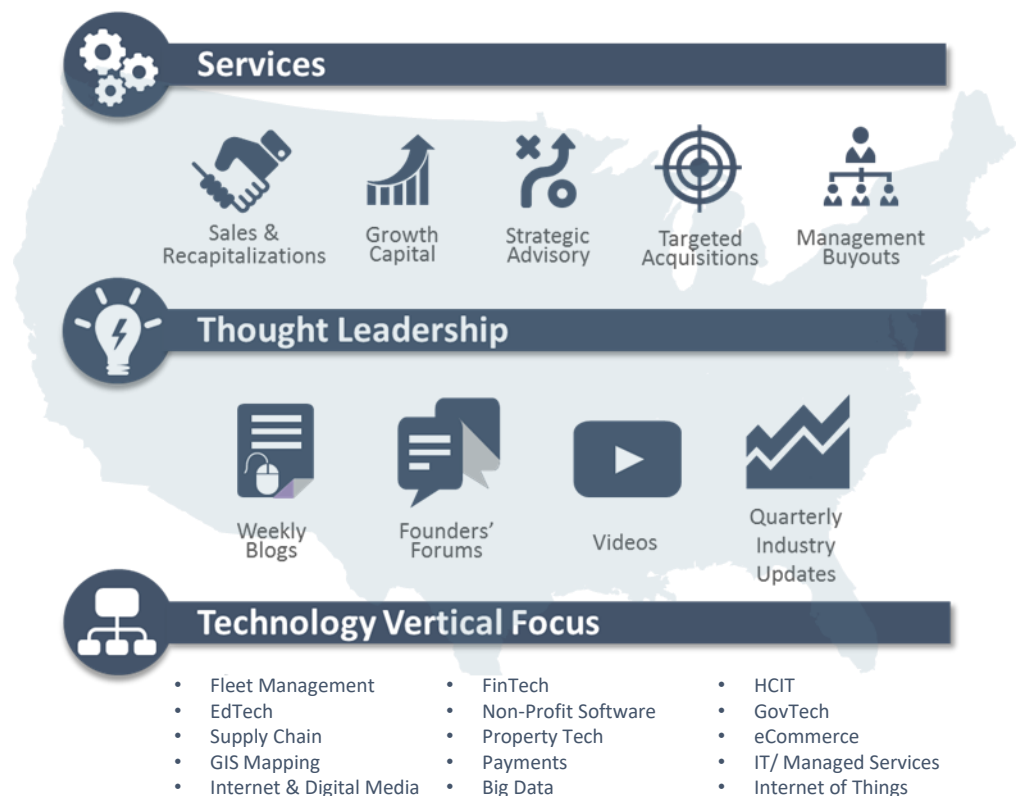 Services
Sales &
Recapitalizations
Growth
Capital
Strategic
Advisory
Targeted
Acquisitions
Management
Buyouts
Thought Leadership
Weekly
Blogs
Founders’
Forums
Videos
Quarterly
Industry
Updates
Technology Vertical Focus
• Fleet Management
• EdTech
• Supply Chain
• GIS Mapping
• Internet & Digital Media
• FinTech
• Non-Profit Software
• Property Tech
• Payments
• Big Data
• HCIT
• GovTech
• eCommerce
• IT/ Managed Services
• Internet of Things